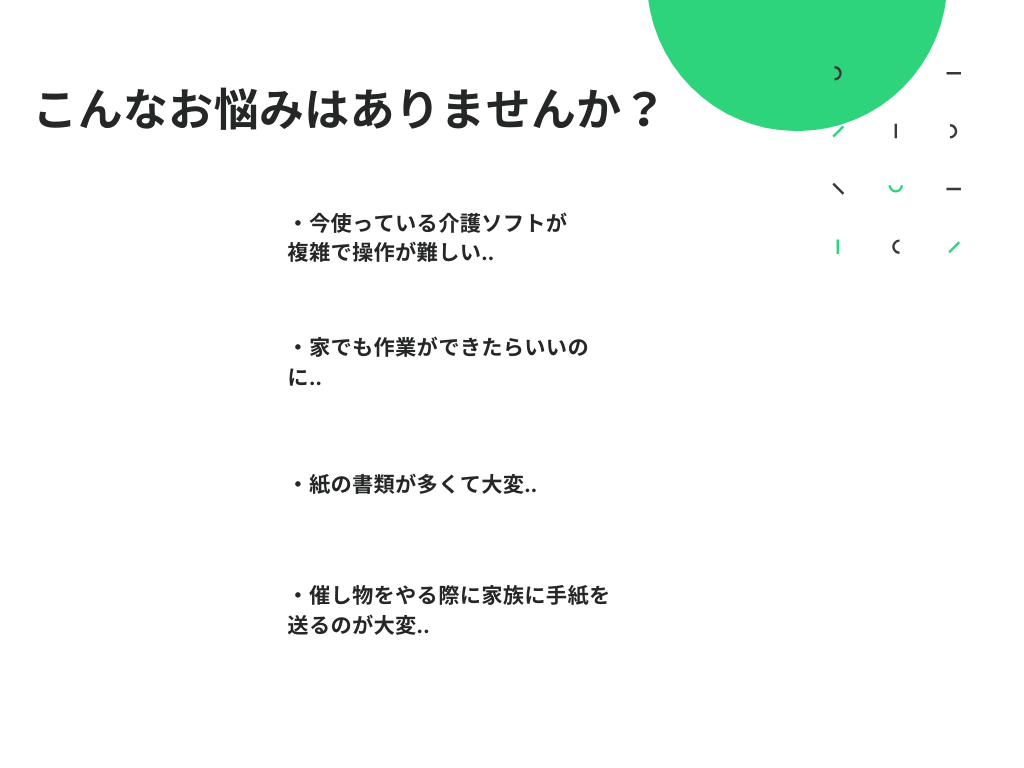 こんなお悩みはありませんか？
・今使っている介護ソフトが
複雑で操作が難しい..
・家でも作業ができたらいいの
に..
・紙の書類が多くて大変..
・催し物をやる際に家族に手紙を
送るのが大変..